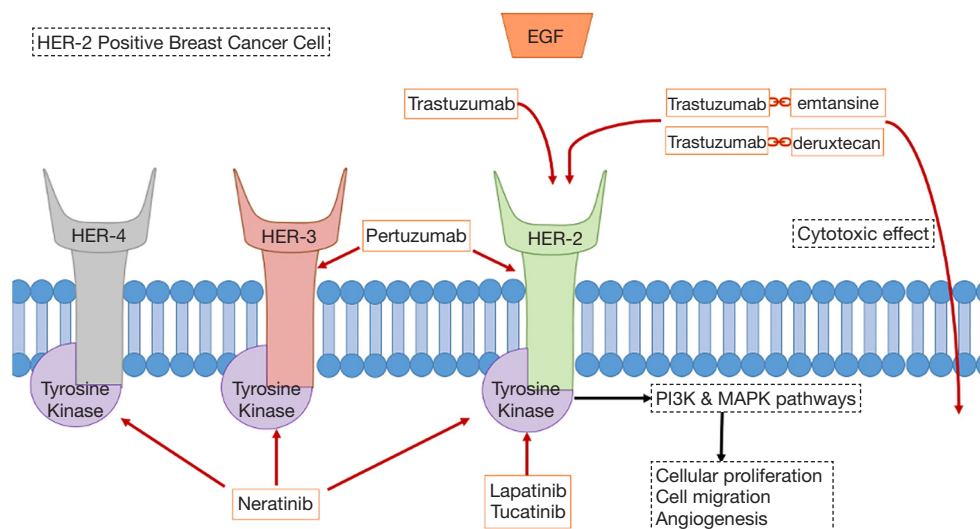 HER-2 Positive Breast Cancer Cell
EGF
Trastuzumab
Trastuzumab emtansine
Trastuzumab deruxtecan
HER-4
HER-3
Pertuzumab
HER-2
Cytotoxic effect
Tyrosine
Kinase
Tyrosine
Kinase
Tyrosine
Kinase
PI3K & MAPK pathways
Neratinib
Lapatinib
Tucatinib
Cellular proliferation
Cell migration
Angiogenesis